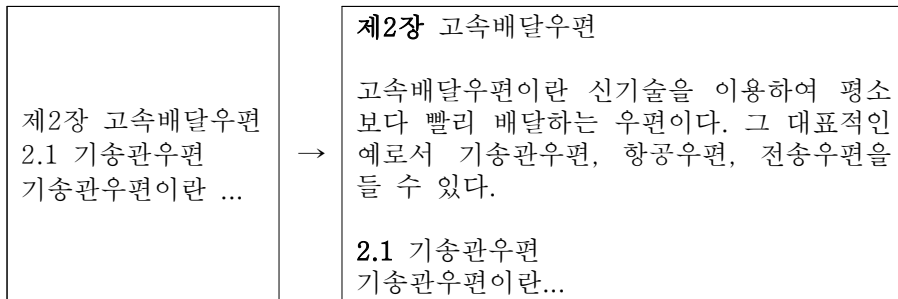 제2장 고속배달우편
2.1 기송관우편
기송관우편이란 ...
→
제2장 고속배달우편
고속배달우편이란 신기술을 이용하여 평소
보다 빨리 배달하는 우편이다. 그 대표적인
예로서 기송관우편, 항공우편, 전송우편을
들 수 있다.
2.1 기송관우편
기송관우편이란...